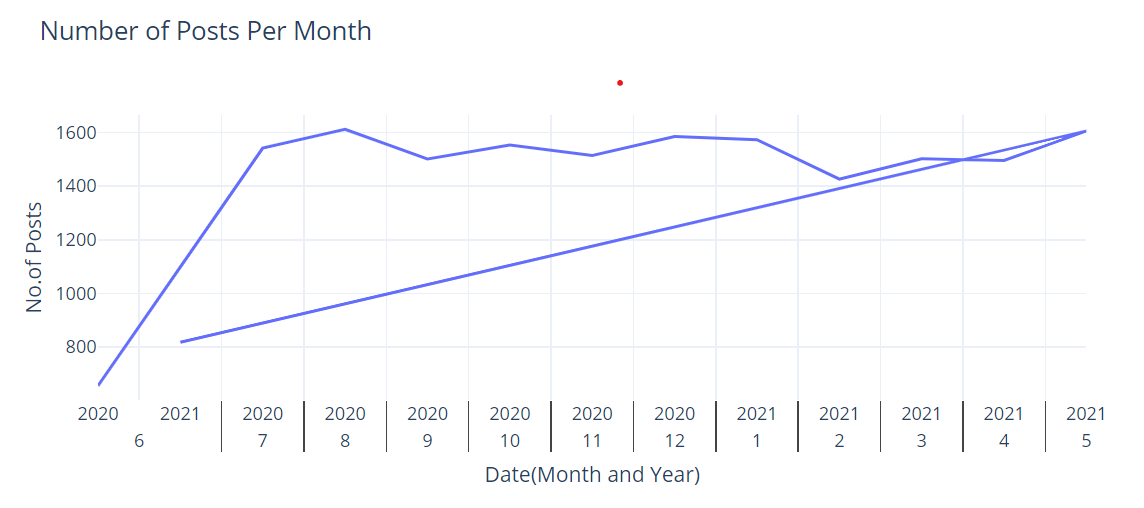 Number of Posts Per Month
1600
1400
1200
1000
800
No.of Posts
2020 2021 2020 2020 2020 2020 2020 2020 2021 2021 2021 2021 2021
6 7 8 9 10 11 12 1 2 3 4 5
Date(Month and Year)